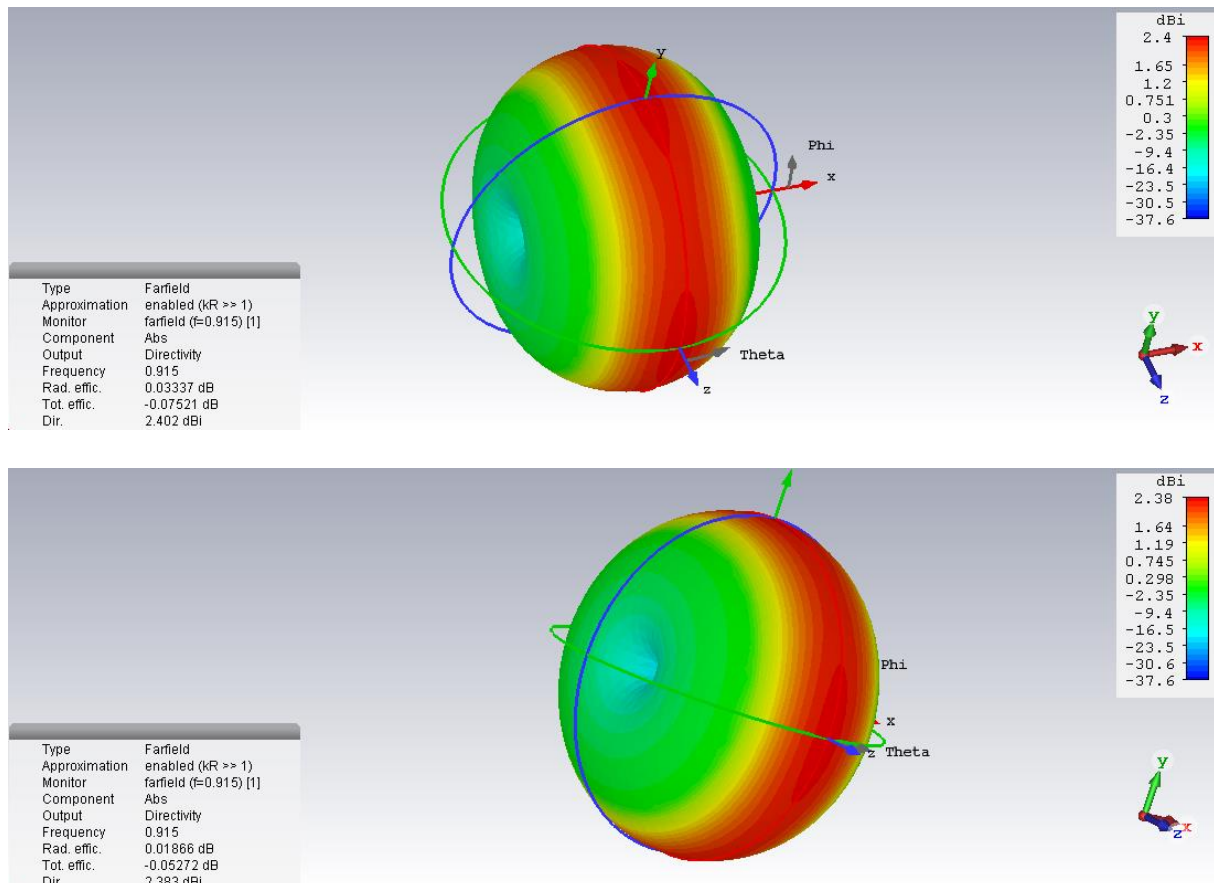 dBi
2.4
1.65
1.2
0.751
0.3
-2.35
-9.4
-16.4
-23.5
-30.5
-37.6
y
Phi
x
Theta
z
Type Farfield
Approximation enabled (kR >> 1)
Monitor farfield (f=0.915) [1]
Component Abs
Output Directivity
Frequency 0.915
Rad. effic. 0.03337 dB
Tot. effic. -0.07521 dB
Dir. 2.402 dBi
y
x
z
dBi
2.38
1.64
1.19
0.745
0.298
-2.35
-9.4
-16.5
-23.5
-30.6
-37.6
Phi
x
z Theta
Type Farfield
Approximation enabled (kR >> 1)
Monitor farfield (f=0.915) [1]
Component Abs
Output Directivity
Frequency 0.915
Rad. effic. 0.01866 dB
Tot. effic. -0.05272 dB
Dir. 2.383 dBi
y
z x